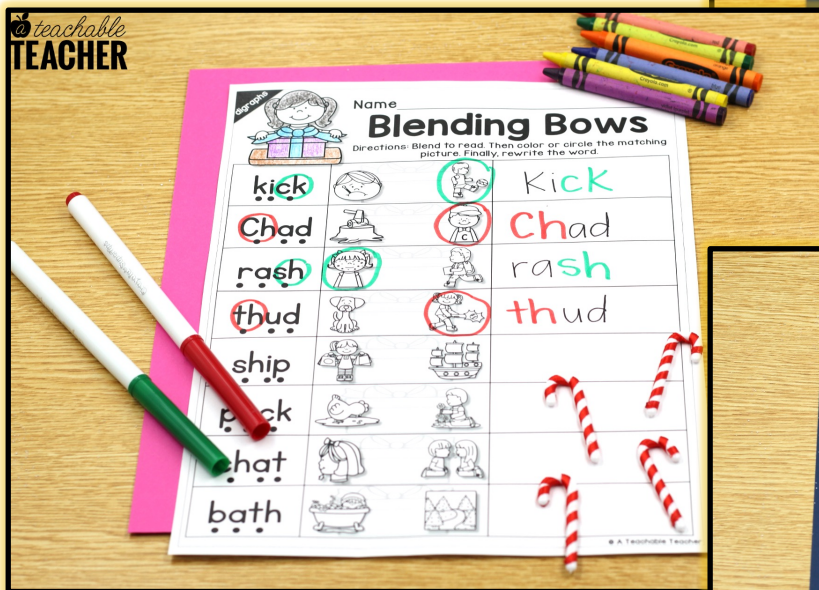 a teachable
TEACHER
digraphs
Name
Blending Bows
Directions: Blend to read. Then color or circle the matching
picture. Finally, rewrite the word.
kick KicK
Chad C Chad
rash rash
thud thud
ship
chat
bath
© A Teachable Teacher